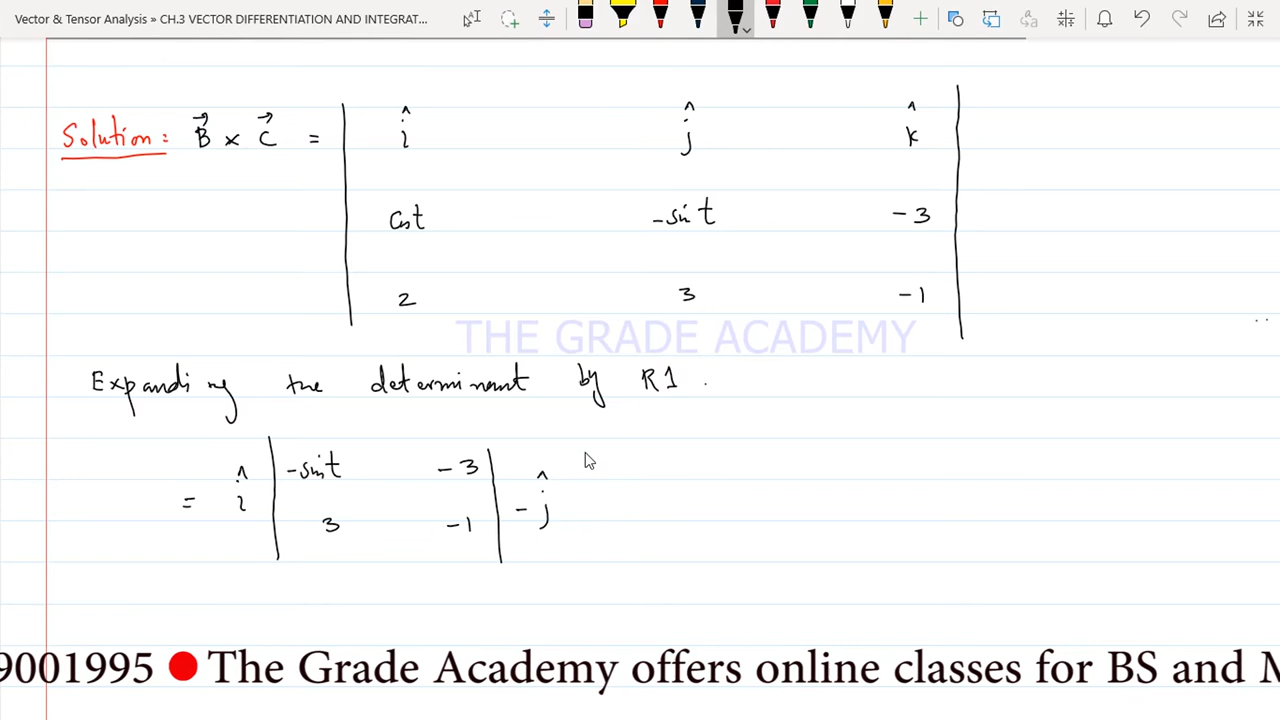 Vector & Tensor Analysis » CH.3 VECTOR DIFFERENTIATION AND INTEGRAT...
Solution: B⃗ × C⃗ = | î ĵ k̂ |
| cost -sin t -3 |
| 2 3 -1 |
THE GRADE ACADEMY
Expanding the determinant by R1.
= î | -sin t -3 | - ĵ
| 3 -1 |
9001995 ● The Grade Academy offers online classes for BS and M